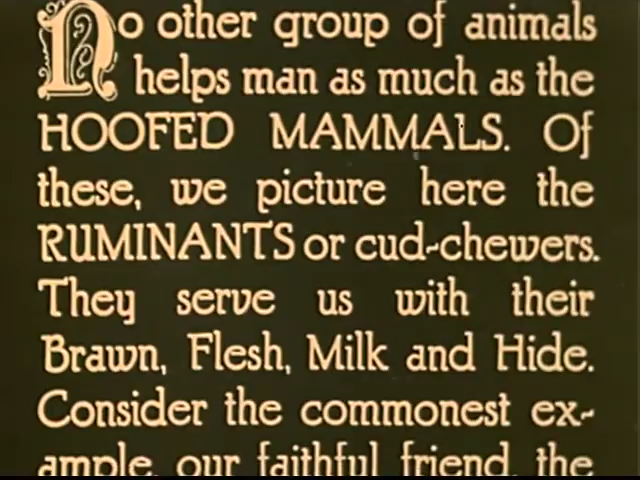 No other group of animals
helps man as much as the
HOOFED MAMMALS. Of
these, we picture here the
RUMINANTS or cud-chewers.
They serve us with their
Brawn, Flesh, Milk and Hide.
Consider the commonest ex-
ample, our faithful friend, the